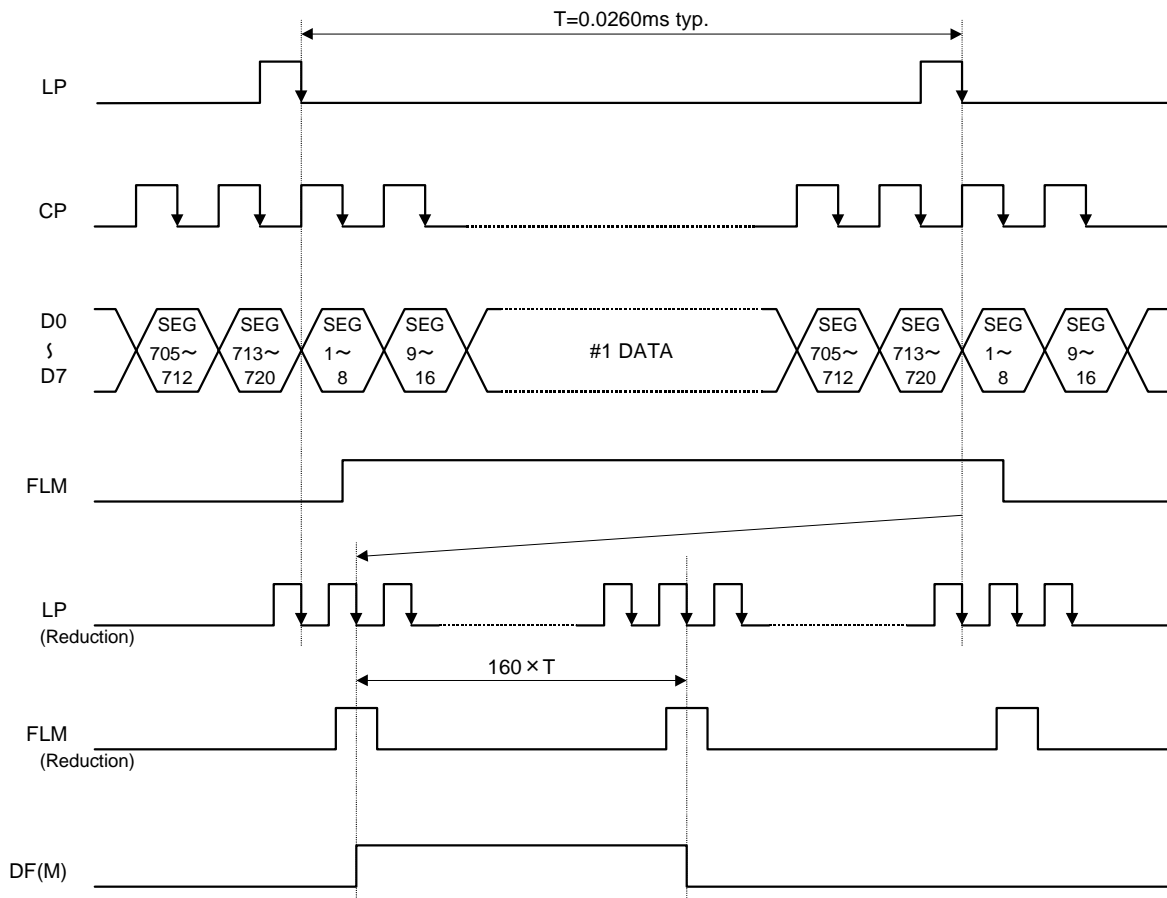 T=0.0260ms typ.
LP
CP
D0
∫
D7
SEG
705～
712
SEG
713～
720
SEG
1～
8
SEG
9～
16
#1 DATA
SEG
705～
712
SEG
713～
720
SEG
1～
8
SEG
9～
16
FLM
LP
(Reduction)
160×T
FLM
(Reduction)
DF(M)